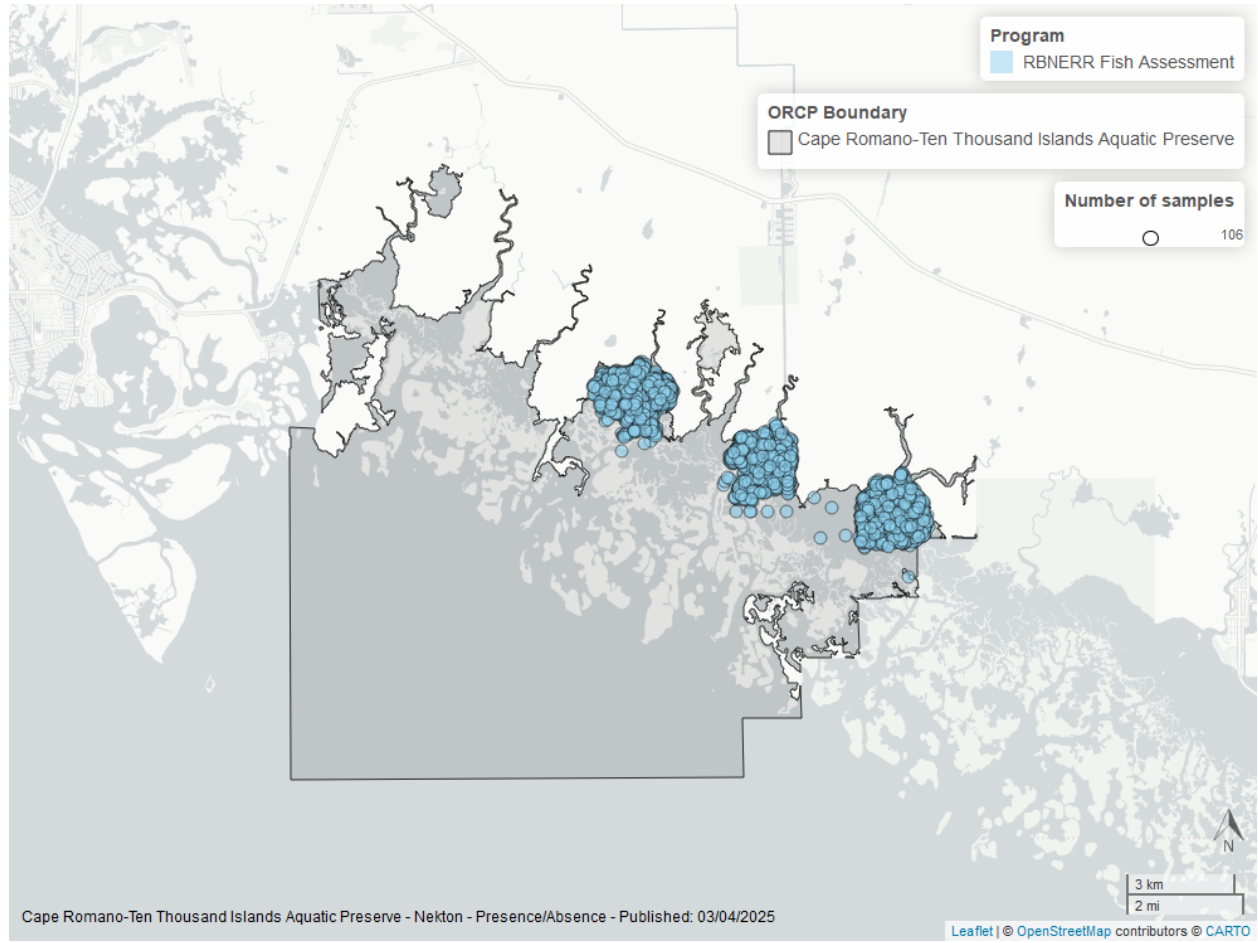 Program
RBNERR Fish Assessment
ORCP Boundary
Cape Romano-Ten Thousand Islands Aquatic Preserve
Number of samples
106
N
3 km
2 mi
Cape Romano-Ten Thousand Islands Aquatic Preserve - Nekton - Presence/Absence - Published: 03/04/2025
Leaflet | © OpenStreetMap contributors © CARTO